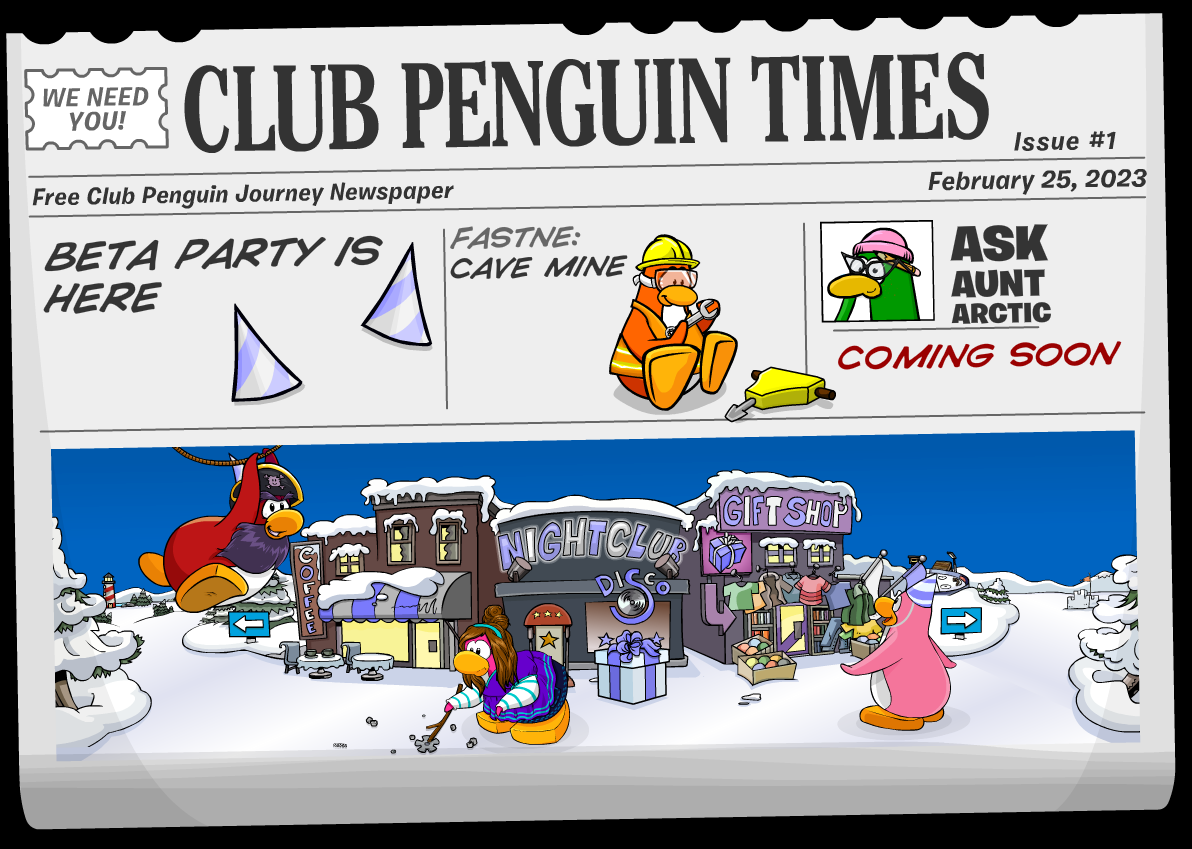 WE NEED
YOU!
CLUB PENGUIN TIMES
Issue #1
Free Club Penguin Journey Newspaper
February 25, 2023
BETA PARTY IS
HERE
FASTNE:
CAVE MINE
ASK
AUNT
ARCTIC
COMING SOON
COFFEE
NIGHTCLUB
DISCO
GIFT SHOP